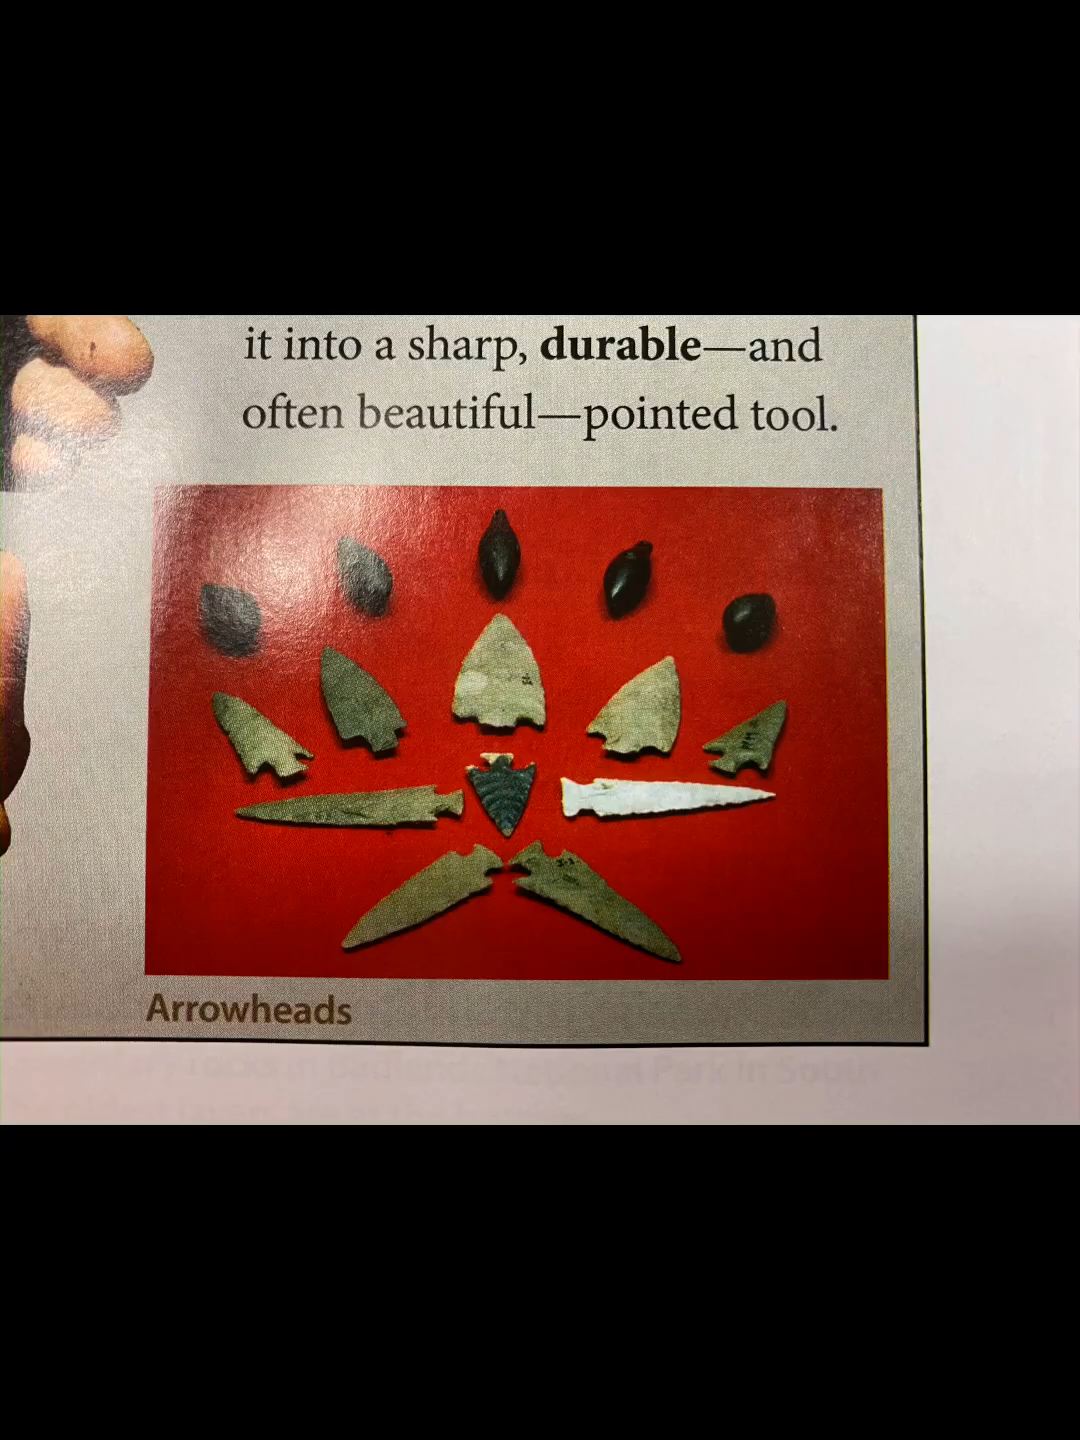 it into a sharp, durable—and
often beautiful—pointed tool.
Arrowheads